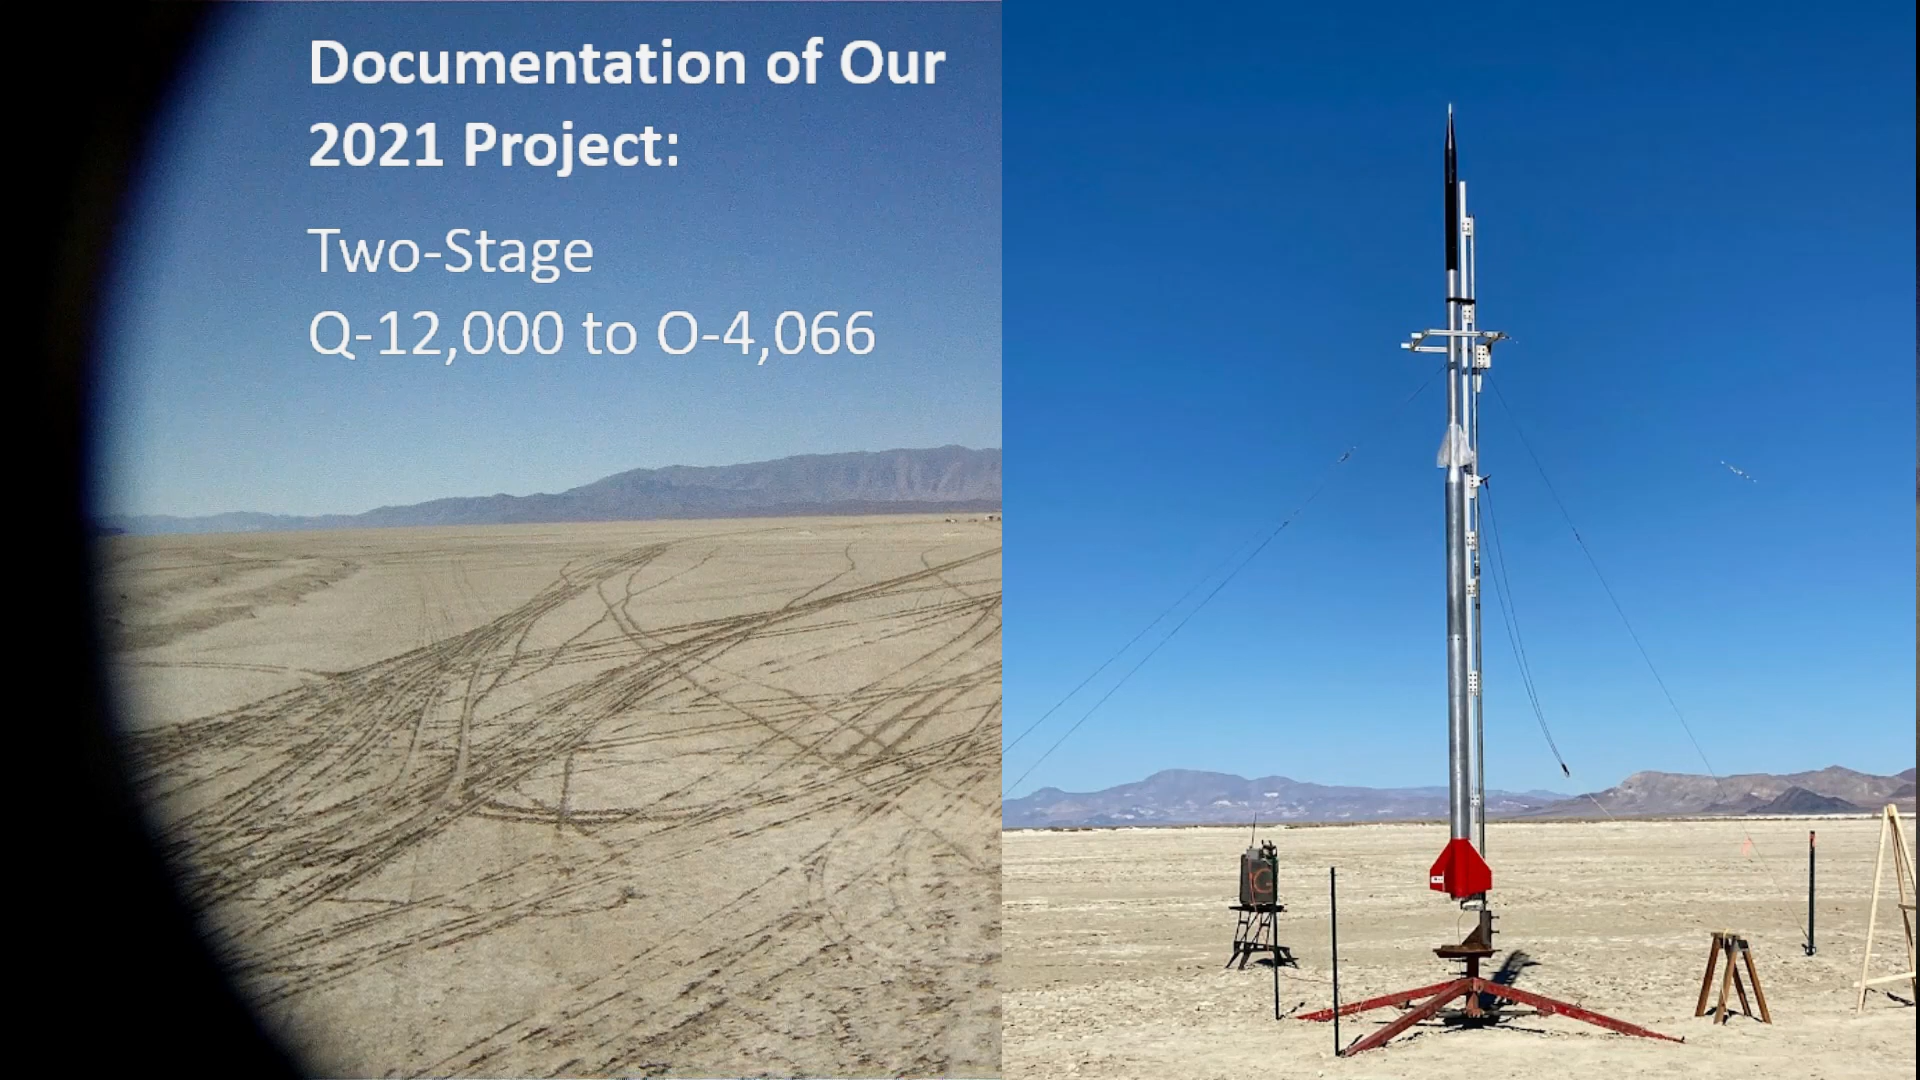 Documentation of Our
2021 Project:
Two-Stage
Q-12,000 to O-4,066
G